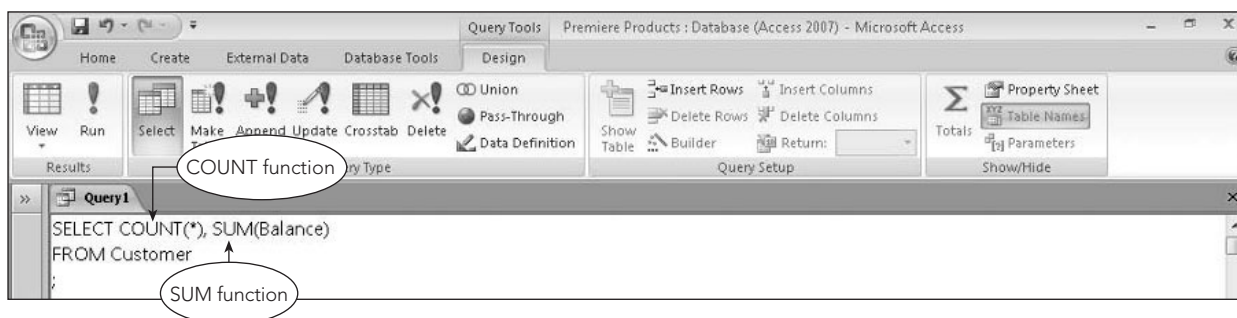 Query Tools Premiere Products : Database (Access 2007) - Microsoft Access
Home Create External Data Database Tools Design
View Run Select Make Append Update Crosstab Delete
Union
Pass-Through
Data Definition
Show Table
Insert Rows
Delete Rows
Builder
Insert Columns
Delete Columns
Return:
Totals
Property Sheet
Table Names
Parameters
Results Query Setup Show/Hide
COUNT function
Query1
SELECT COUNT(*), SUM(Balance)
FROM Customer
;
SUM function